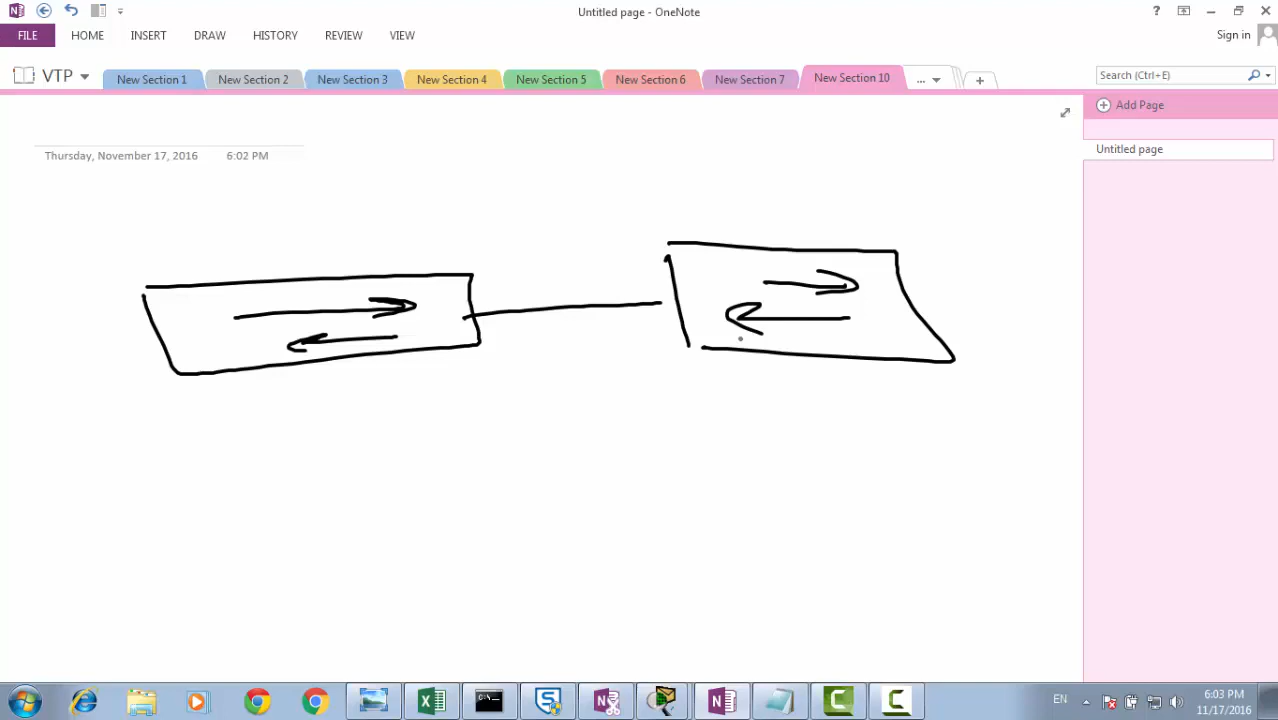 Untitled page - OneNote
?
FILE HOME INSERT DRAW HISTORY REVIEW VIEW
Sign in
VTP New Section 1 New Section 2 New Section 3 New Section 4 New Section 5 New Section 6 New Section 7 New Section 10 ... +
Search (Ctrl+E)
Add Page
Untitled page
Thursday, November 17, 2016 6:02 PM
EN
6:03 PM
11/17/2016